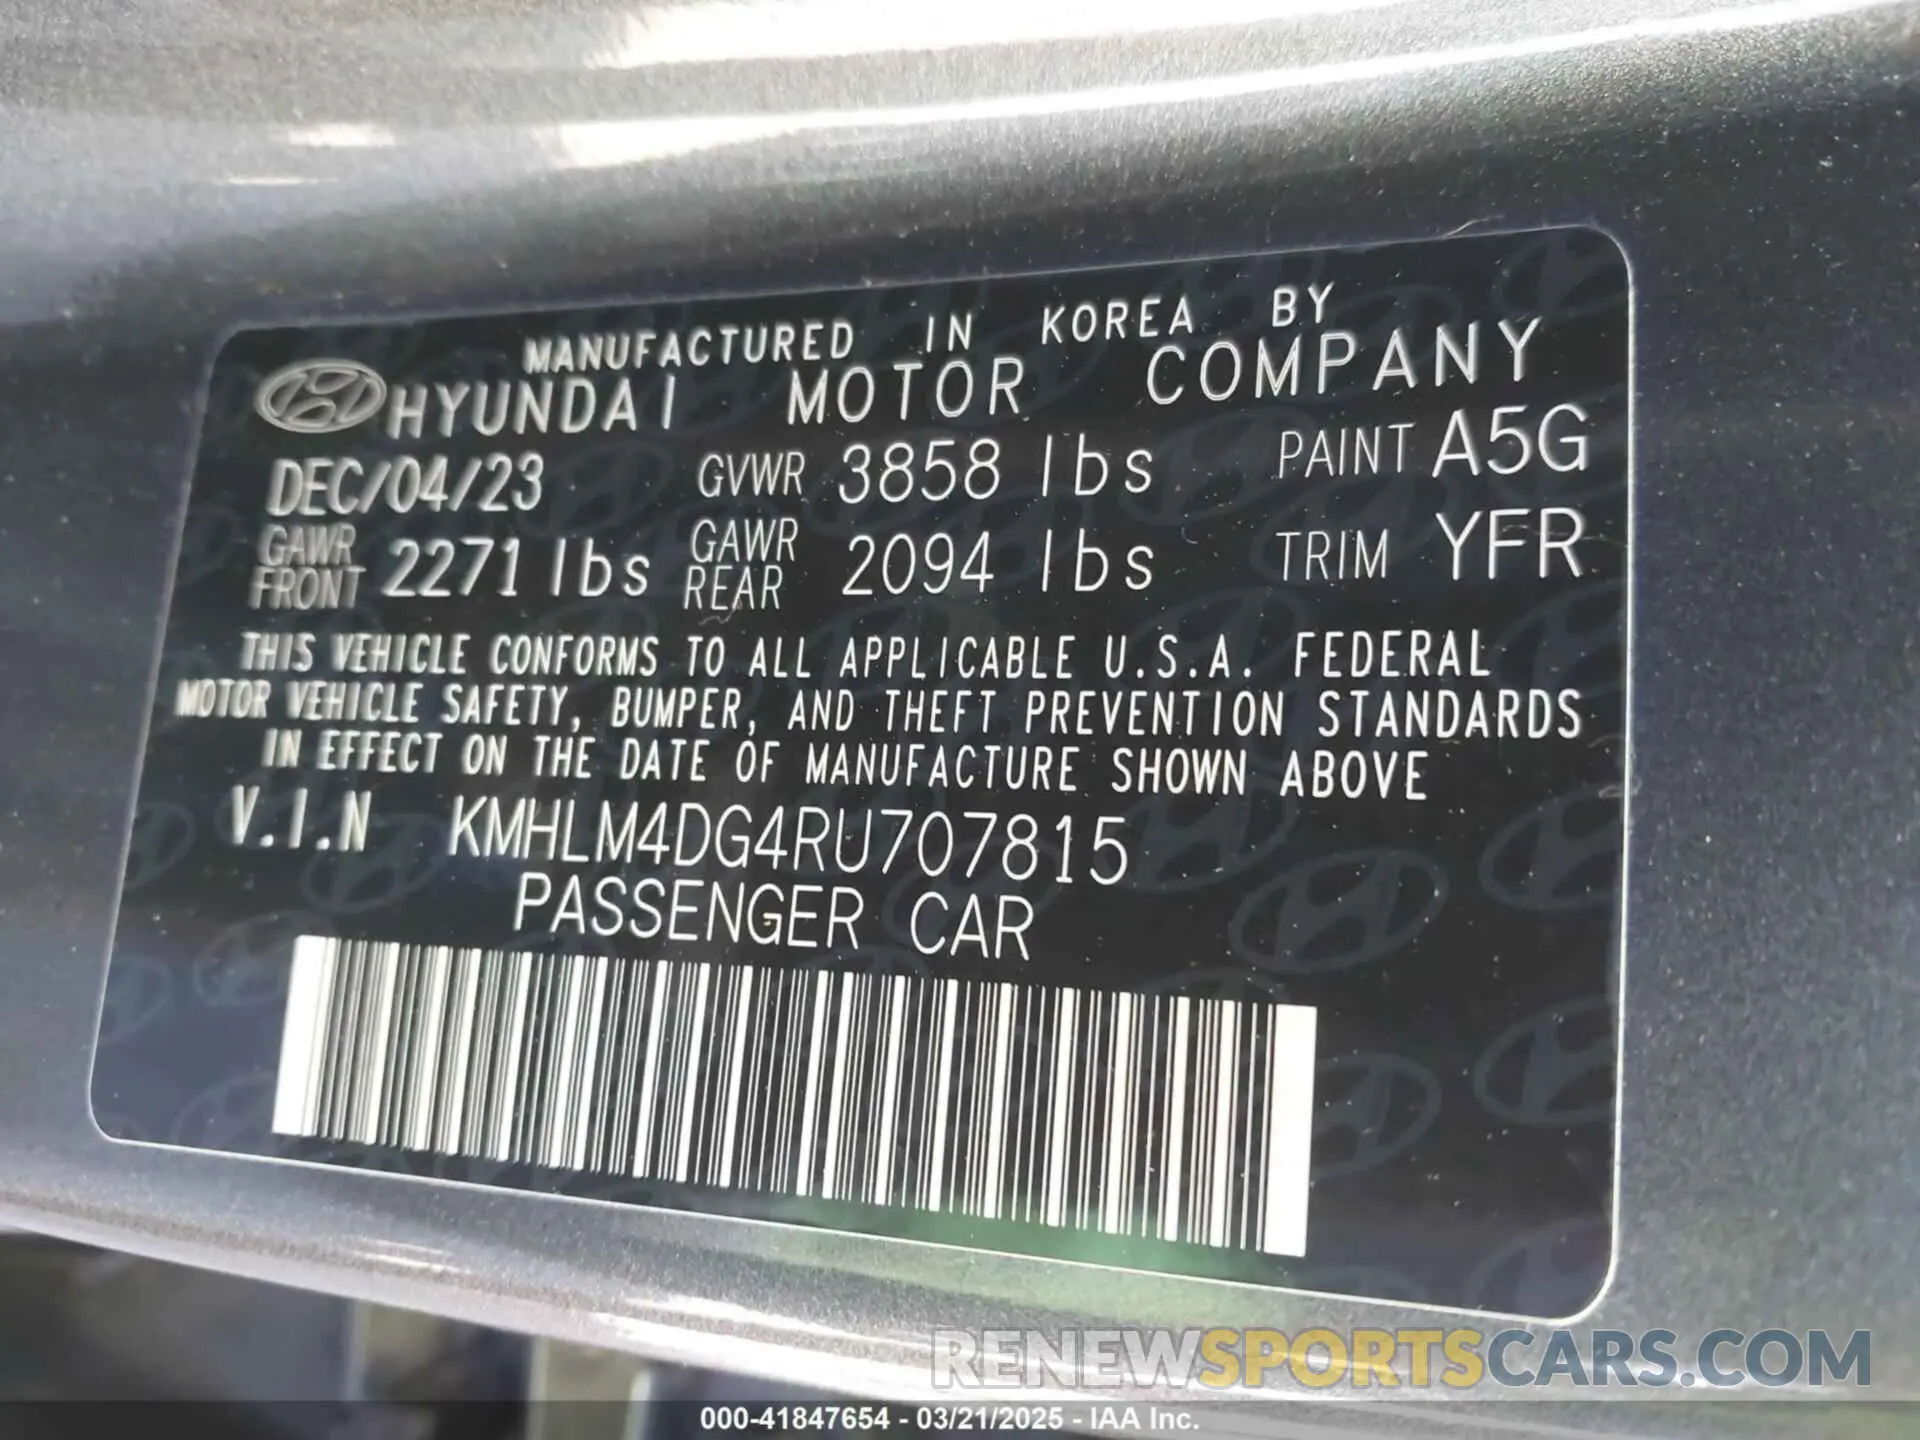 MANUFACTURED IN KOREA BY
HYUNDAI MOTOR COMPANY
DEC/04/23 GVWR 3858 lbs PAINT A5G
GAWR FRONT 2271 lbs GAWR REAR 2094 lbs TRIM YFR
THIS VEHICLE CONFORMS TO ALL APPLICABLE U.S.A. FEDERAL
MOTOR VEHICLE SAFETY, BUMPER, AND THEFT PREVENTION STANDARDS
IN EFFECT ON THE DATE OF MANUFACTURE SHOWN ABOVE
V.I.N KMHLM4DG4RU707815
PASSENGER CAR
RENEWSPORTSCARS.COM
000-41847654 - 03/21/2025 - IAA Inc.